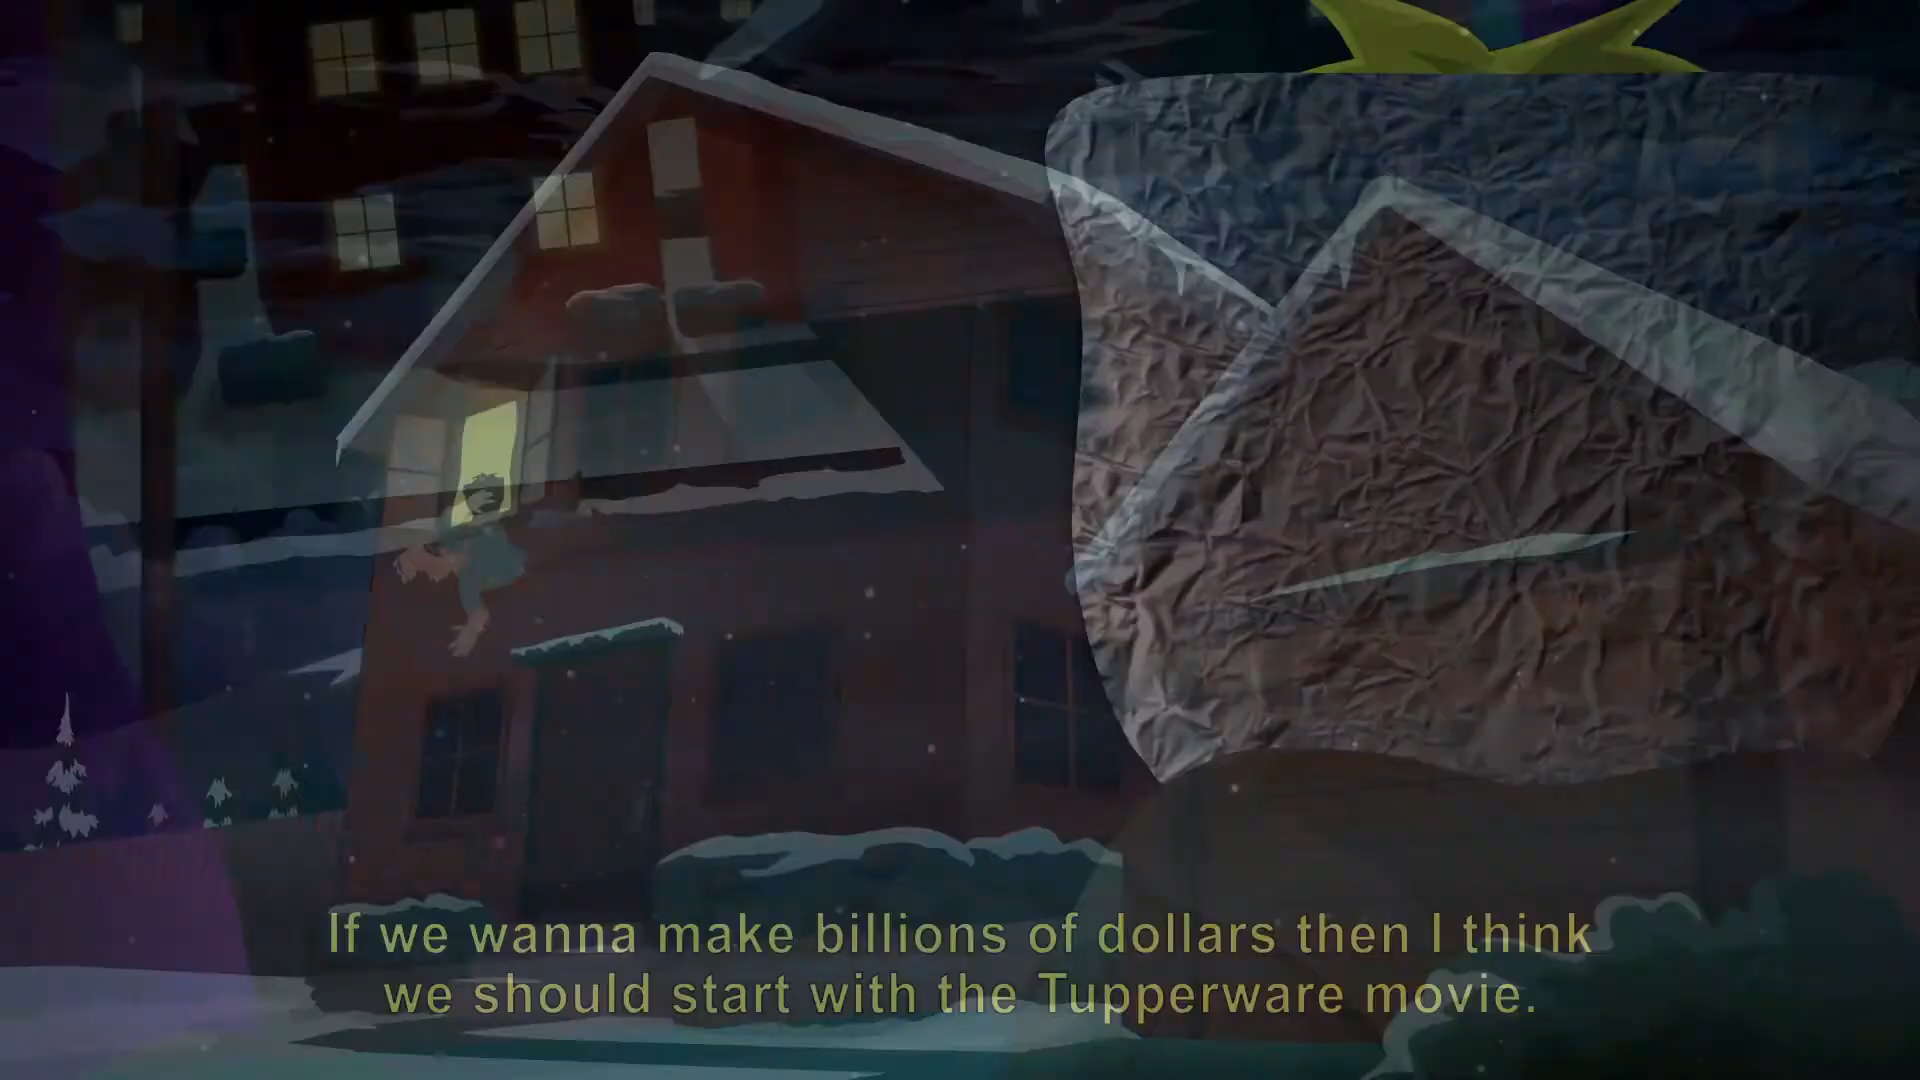 If we wanna make billions of dollars then I think
we should start with the Tupperware movie.